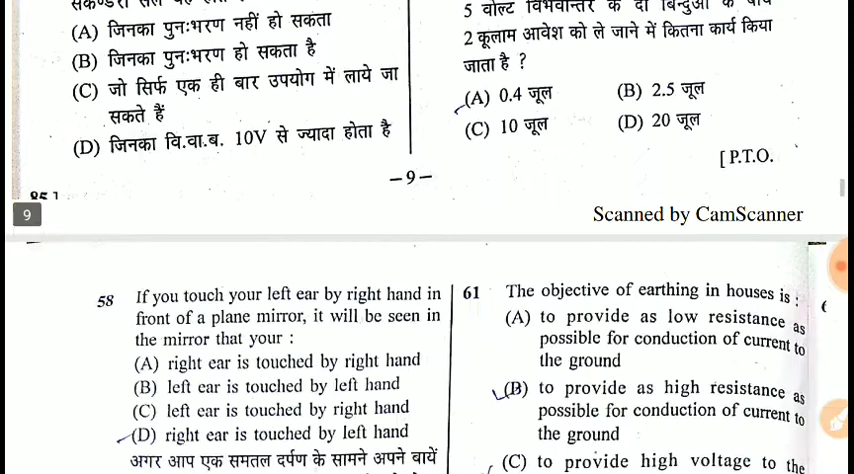 (A) जिनका पुनःभरण नहीं हो सकता
(B) जिनका पुनःभरण हो सकता है
(C) जो सिर्फ एक ही बार उपयोग में लाये जा
सकते हैं
(D) जिनका वि.वा.ब. 10V से ज्यादा होता है
5 वोल्ट विभवान्तर के दो बिन्दुओं के बीच
2 कूलाम आवेश को ले जाने में कितना कार्य किया
जाता है ?
(A) 0.4 जूल (B) 2.5 जूल
(C) 10 जूल (D) 20 जूल
[ P.T.O.
–9–
9
Scanned by CamScanner
58 If you touch your left ear by right hand in
front of a plane mirror, it will be seen in
the mirror that your :
(A) right ear is touched by right hand
(B) left ear is touched by left hand
(C) left ear is touched by right hand
(D) right ear is touched by left hand
अगर आप एक समतल दर्पण के सामने अपने बायें
61 The objective of earthing in houses is :
(A) to provide as low resistance as
possible for conduction of current to
the ground
(B) to provide as high resistance as
possible for conduction of current to
the ground
(C) to provide high voltage to the